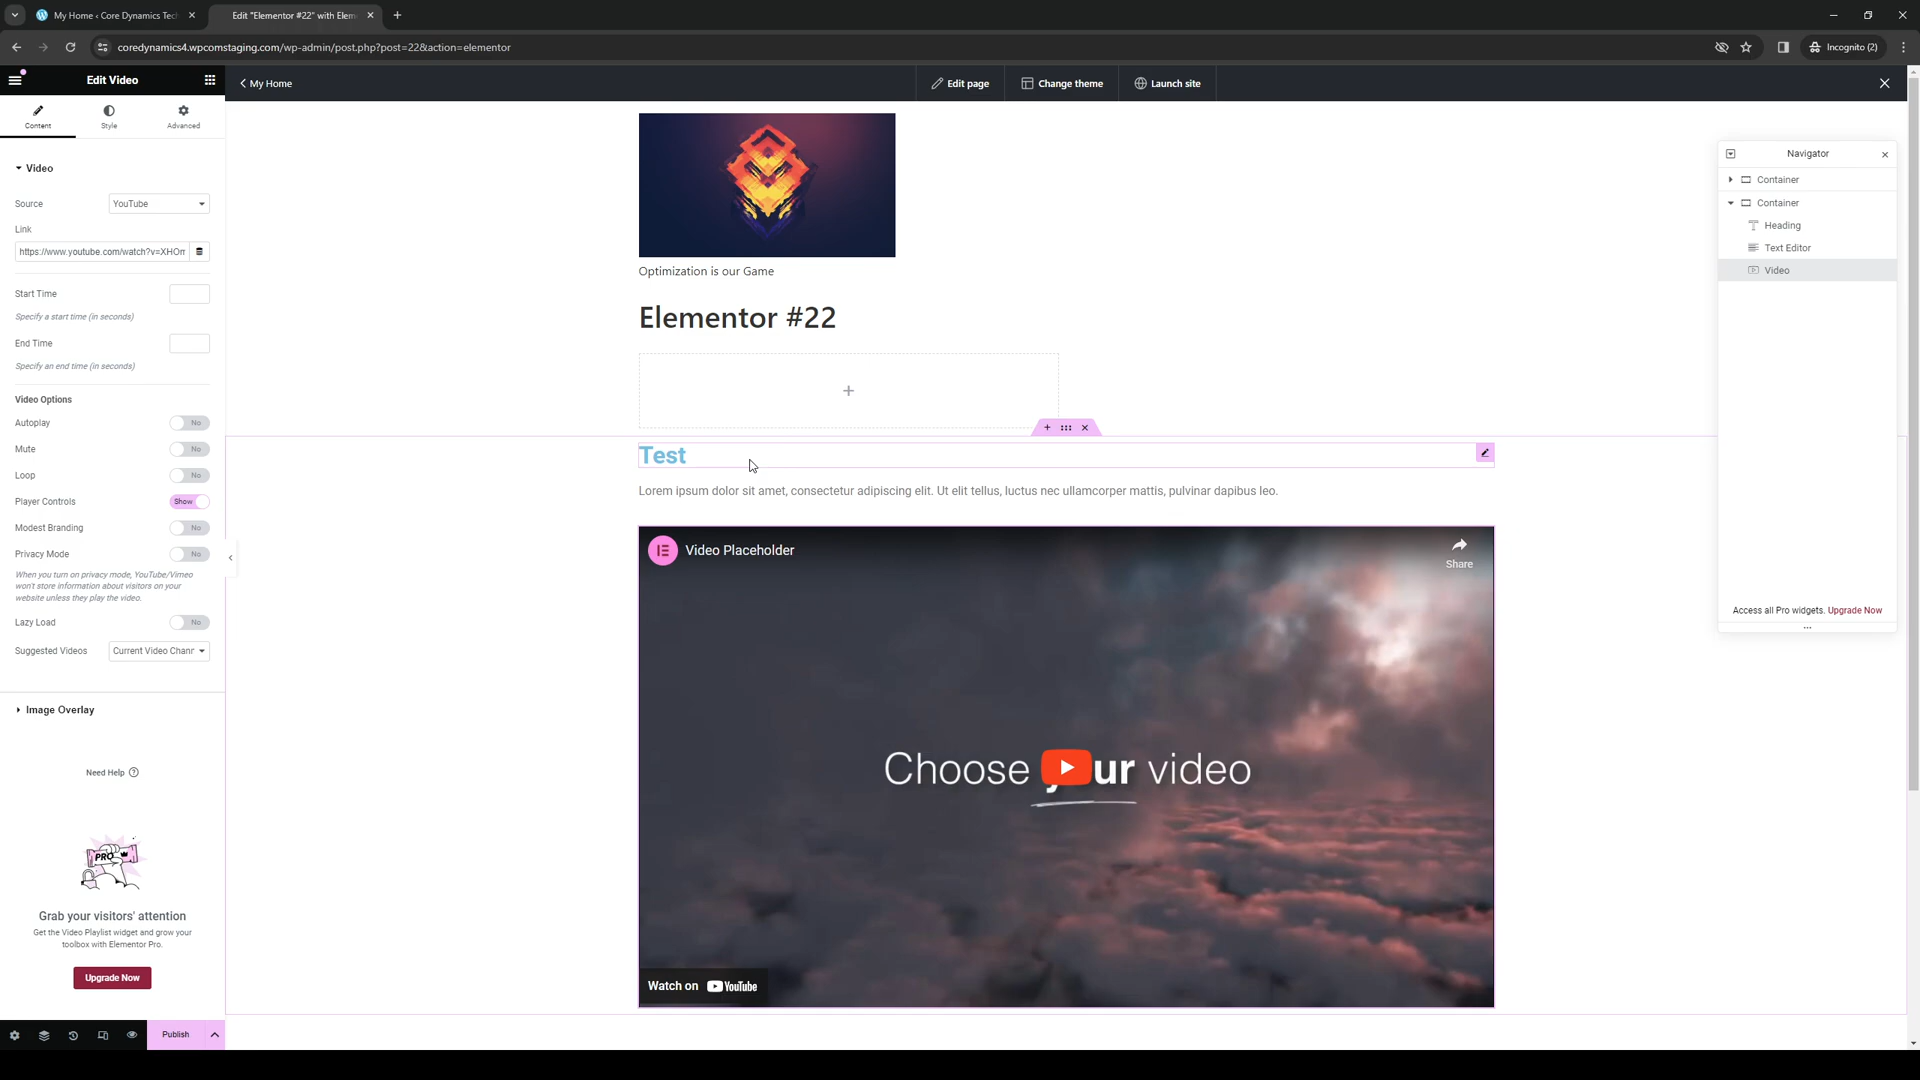 My Home ‹ Core Dynamics Tech
Edit "Elementor #22" with Elem
coredynamics4.wpcomstaging.com/wp-admin/post.php?post=22&action=elementor
Incognito (2)
Edit Video
My Home
Edit page
Change theme
Launch site
Content
Style
Advanced
Video
Source
YouTube
Link
https://www.youtube.com/watch?v=XHOm
Start Time
Specify a start time (in seconds)
End Time
Specify an end time (in seconds)
Video Options
Autoplay
No
Mute
No
Loop
No
Player Controls
Show
Modest Branding
No
Privacy Mode
No
When you turn on privacy mode, YouTube/Vimeo
won't store information about visitors on your
website unless they play the video.
Lazy Load
No
Suggested Videos
Current Video Chanr
Image Overlay
Need Help
PRO
Grab your visitors' attention
Get the Video Playlist widget and grow your
toolbox with Elementor Pro.
Upgrade Now
Publish
Optimization is our Game
Elementor #22
Test
Lorem ipsum dolor sit amet, consectetur adipiscing elit. Ut elit tellus, luctus nec ullamcorper mattis, pulvinar dapibus leo.
Video Placeholder
Share
Choose your video
Watch on YouTube
Navigator
Container
Container
Heading
Text Editor
Video
Access all Pro widgets. Upgrade Now